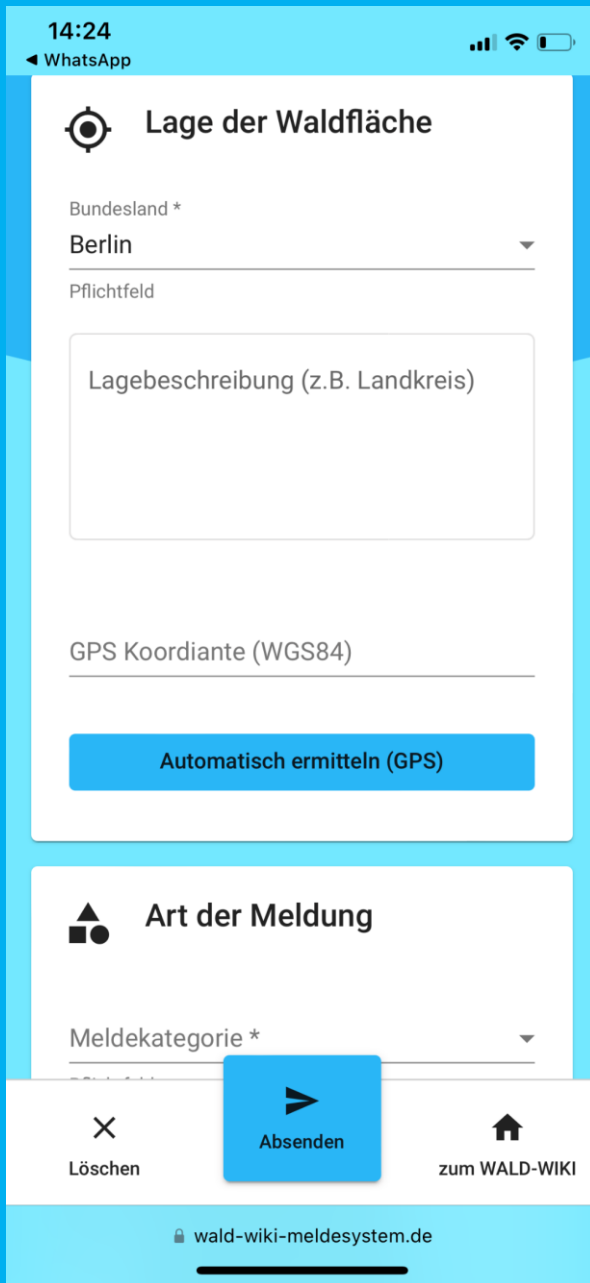 14:24
◀ WhatsApp
Lage der Waldfläche
Bundesland *
Berlin
Pflichtfeld
Lagebeschreibung (z.B. Landkreis)
GPS Koordiante (WGS84)
Automatisch ermitteln (GPS)
Art der Meldung
Meldekategorie *
Absenden
Löschen
zum WALD-WIKI
wald-wiki-meldesystem.de